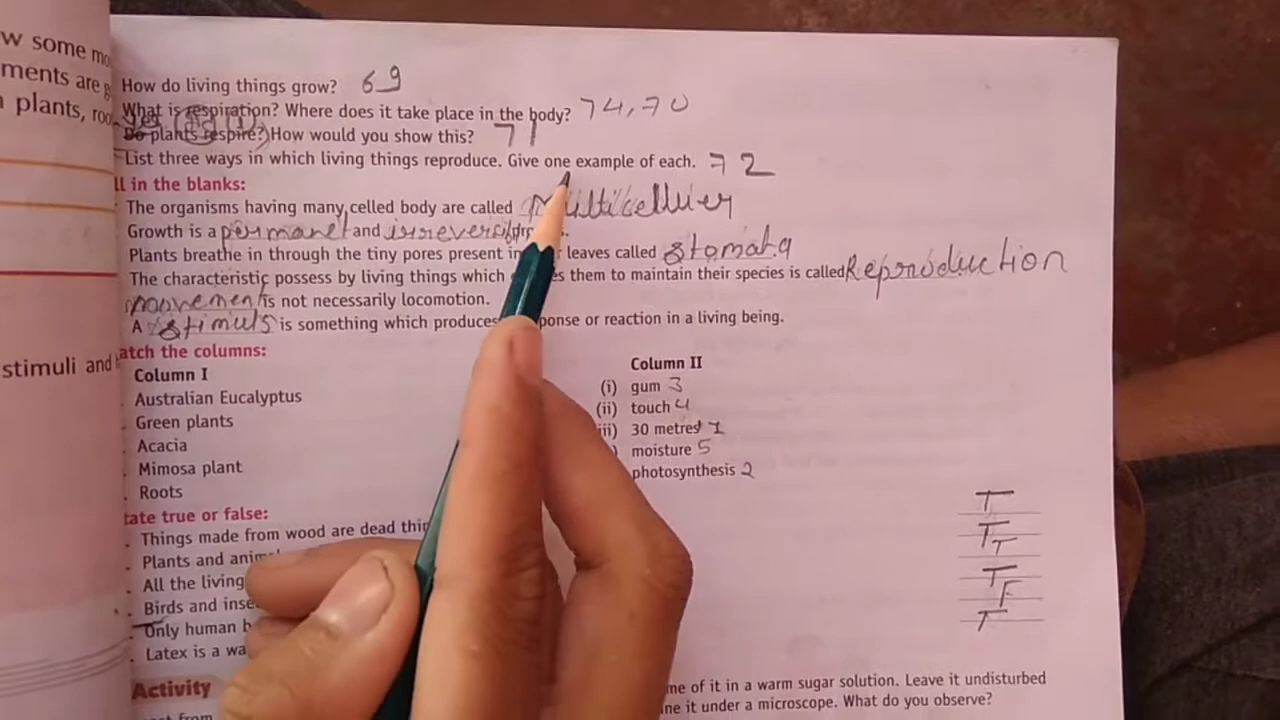 w some mo
ments are g
plants, roo
stimuli and
How do living things grow? 69
What is respiration? Where does it take place in the body? 74, 70
Do plants respire? How would you show this? 71
List three ways in which living things reproduce. Give one example of each. 72
ll in the blanks:
The organisms having many celled body are called Multicelluler
Growth is a permanet and irreversible
Plants breathe in through the tiny pores present in leaves called stomata
The characteristic possess by living things which them to maintain their species is called Reproduction
movement is not necessarily locomotion.
A stimuls is something which produces ponse or reaction in a living being.
atch the columns:
Column I Column II
Australian Eucalyptus (i) gum 3
Green plants (ii) touch 4
Acacia iii) 30 metres 1
Mimosa plant ) moisture 5
Roots photosynthesis 2
tate true or false:
Things made from wood are dead thin T
Plants and anim T
All the living T
Birds and inse T
Only human b F
Latex is a wa T
Activity
me of it in a warm sugar solution. Leave it undisturbed
ne it under a microscope. What do you observe?